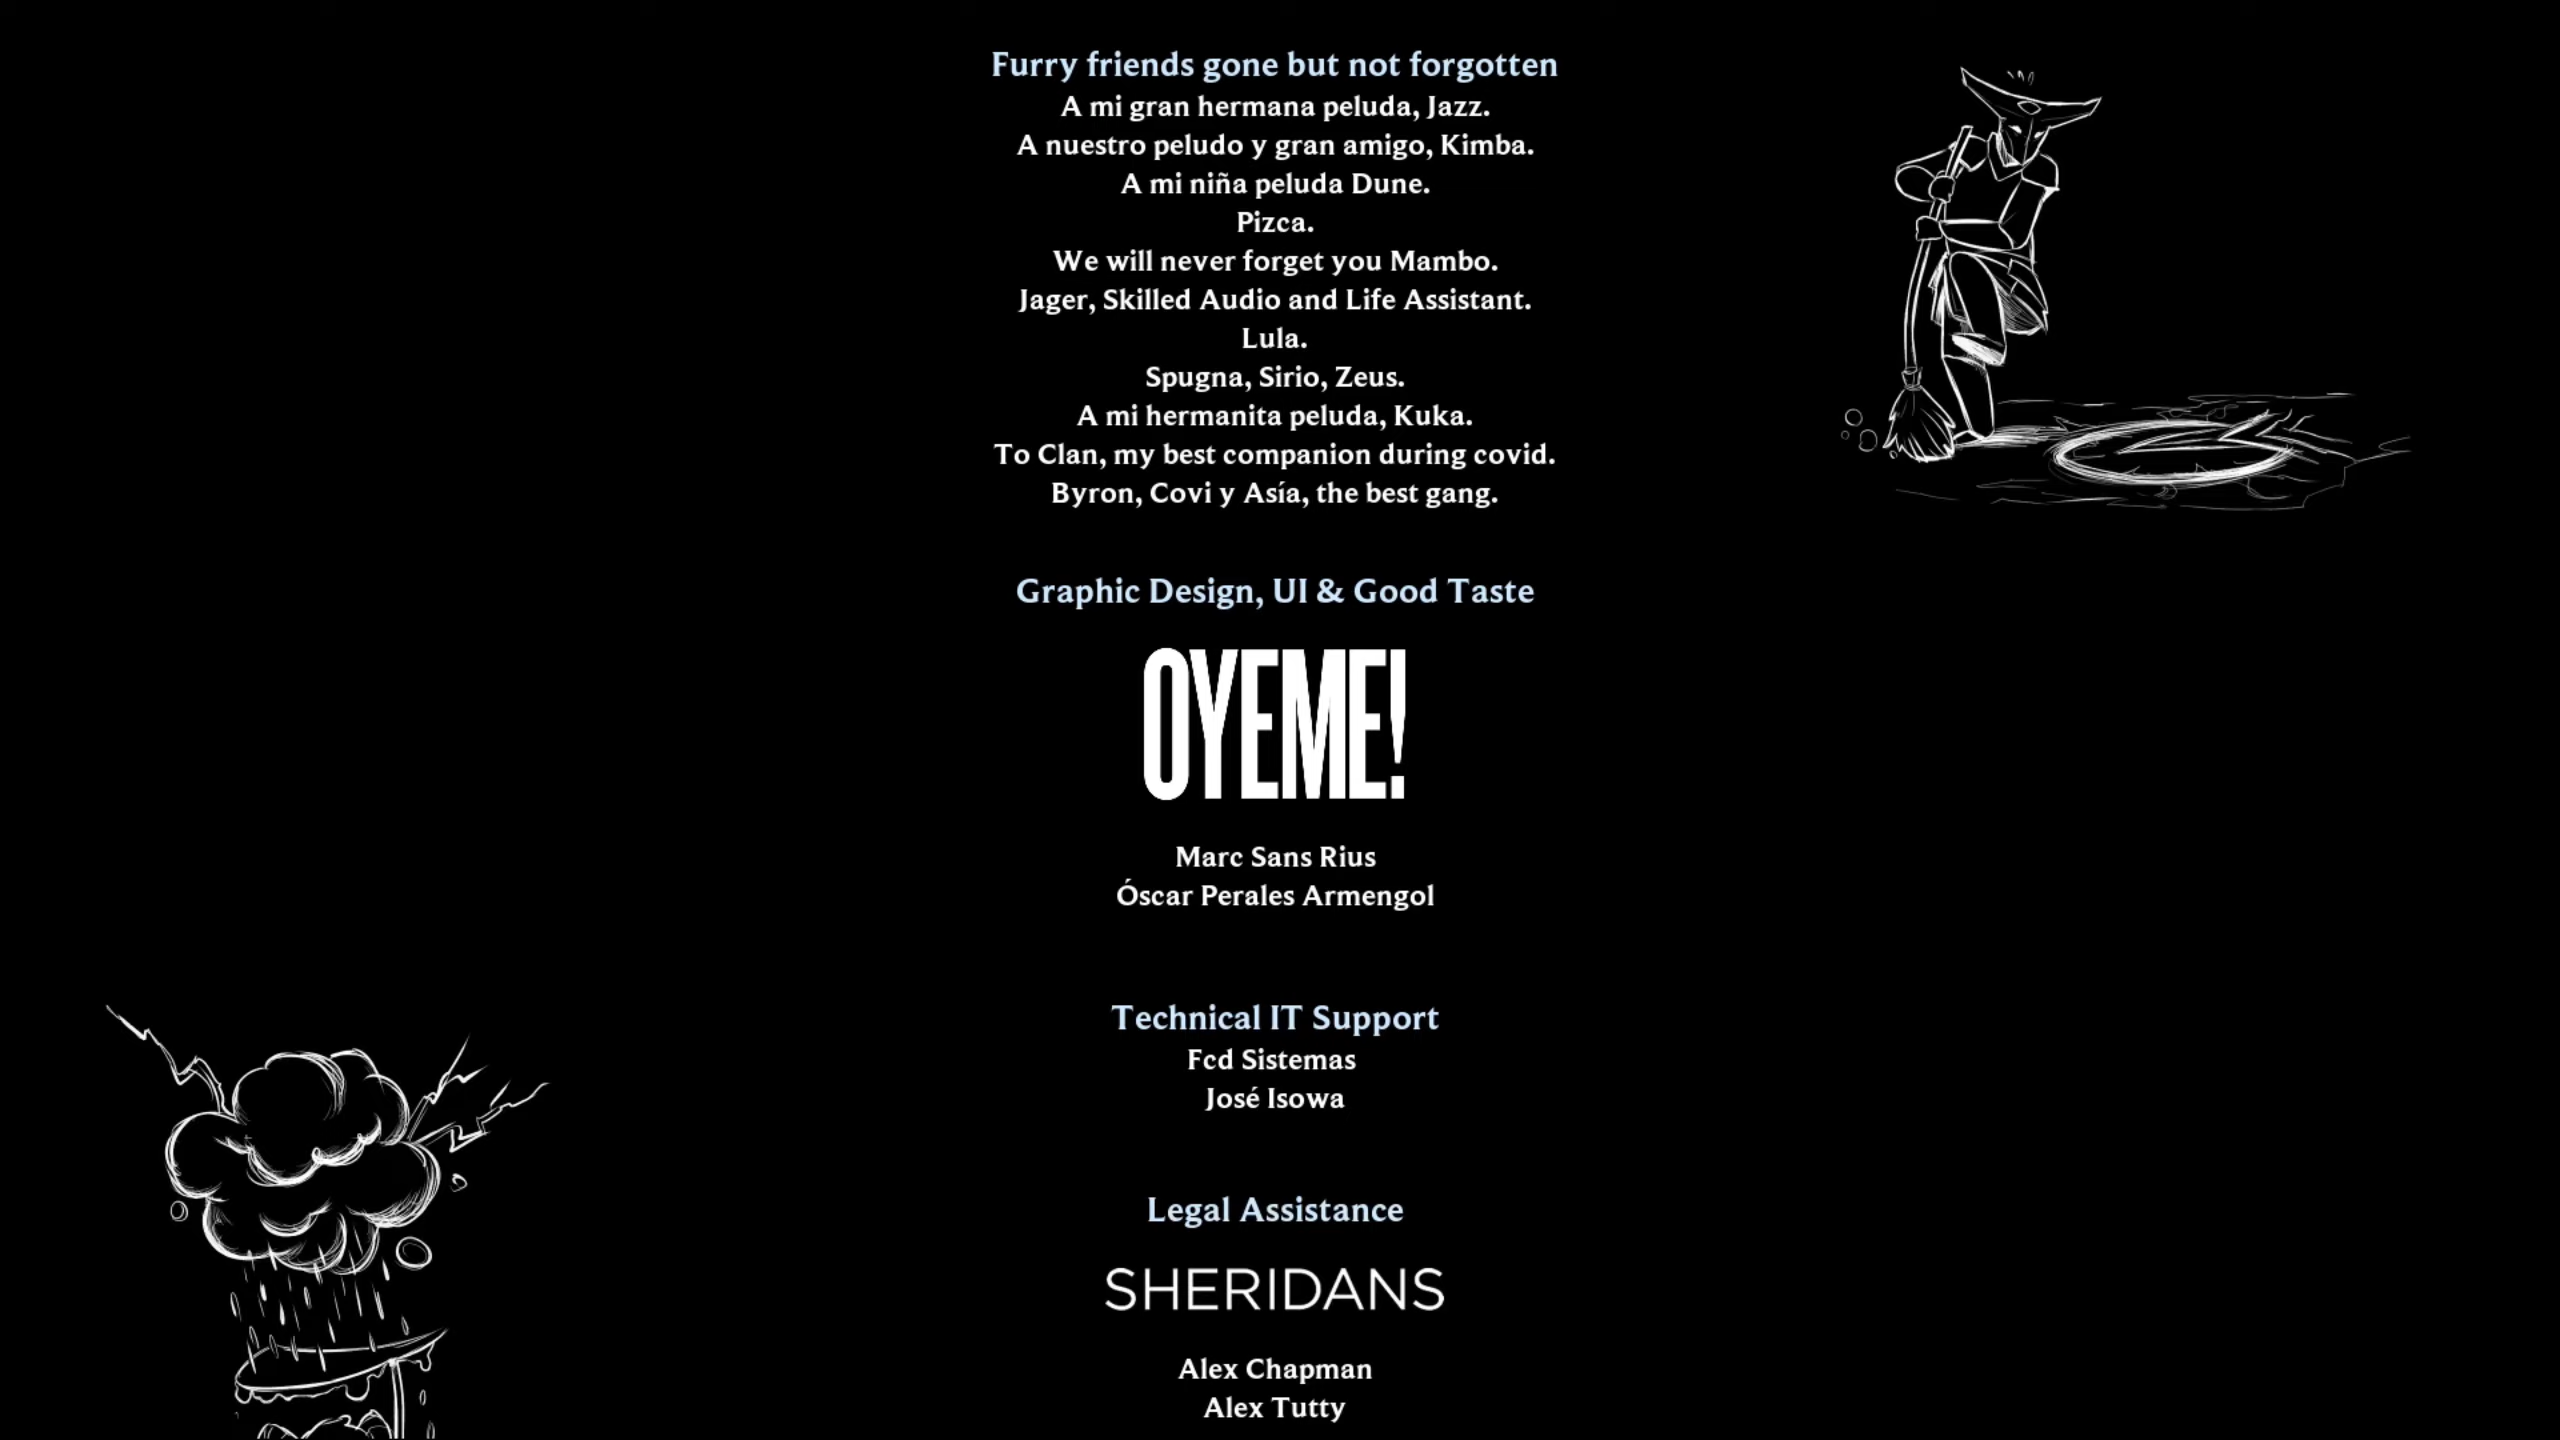 Furry friends gone but not forgotten
A mi gran hermana peluda, Jazz.
A nuestro peludo y gran amigo, Kimba.
A mi niña peluda Dune.
Pizca.
We will never forget you Mambo.
Jager, Skilled Audio and Life Assistant.
Lula.
Spugna, Sirio, Zeus.
A mi hermanita peluda, Kuka.
To Clan, my best companion during covid.
Byron, Covi y Asía, the best gang.
Graphic Design, UI & Good Taste
OYEME!
Marc Sans Rius
Óscar Perales Armengol
Technical IT Support
Fcd Sistemas
José Isowa
Legal Assistance
SHERIDANS
Alex Chapman
Alex Tutty